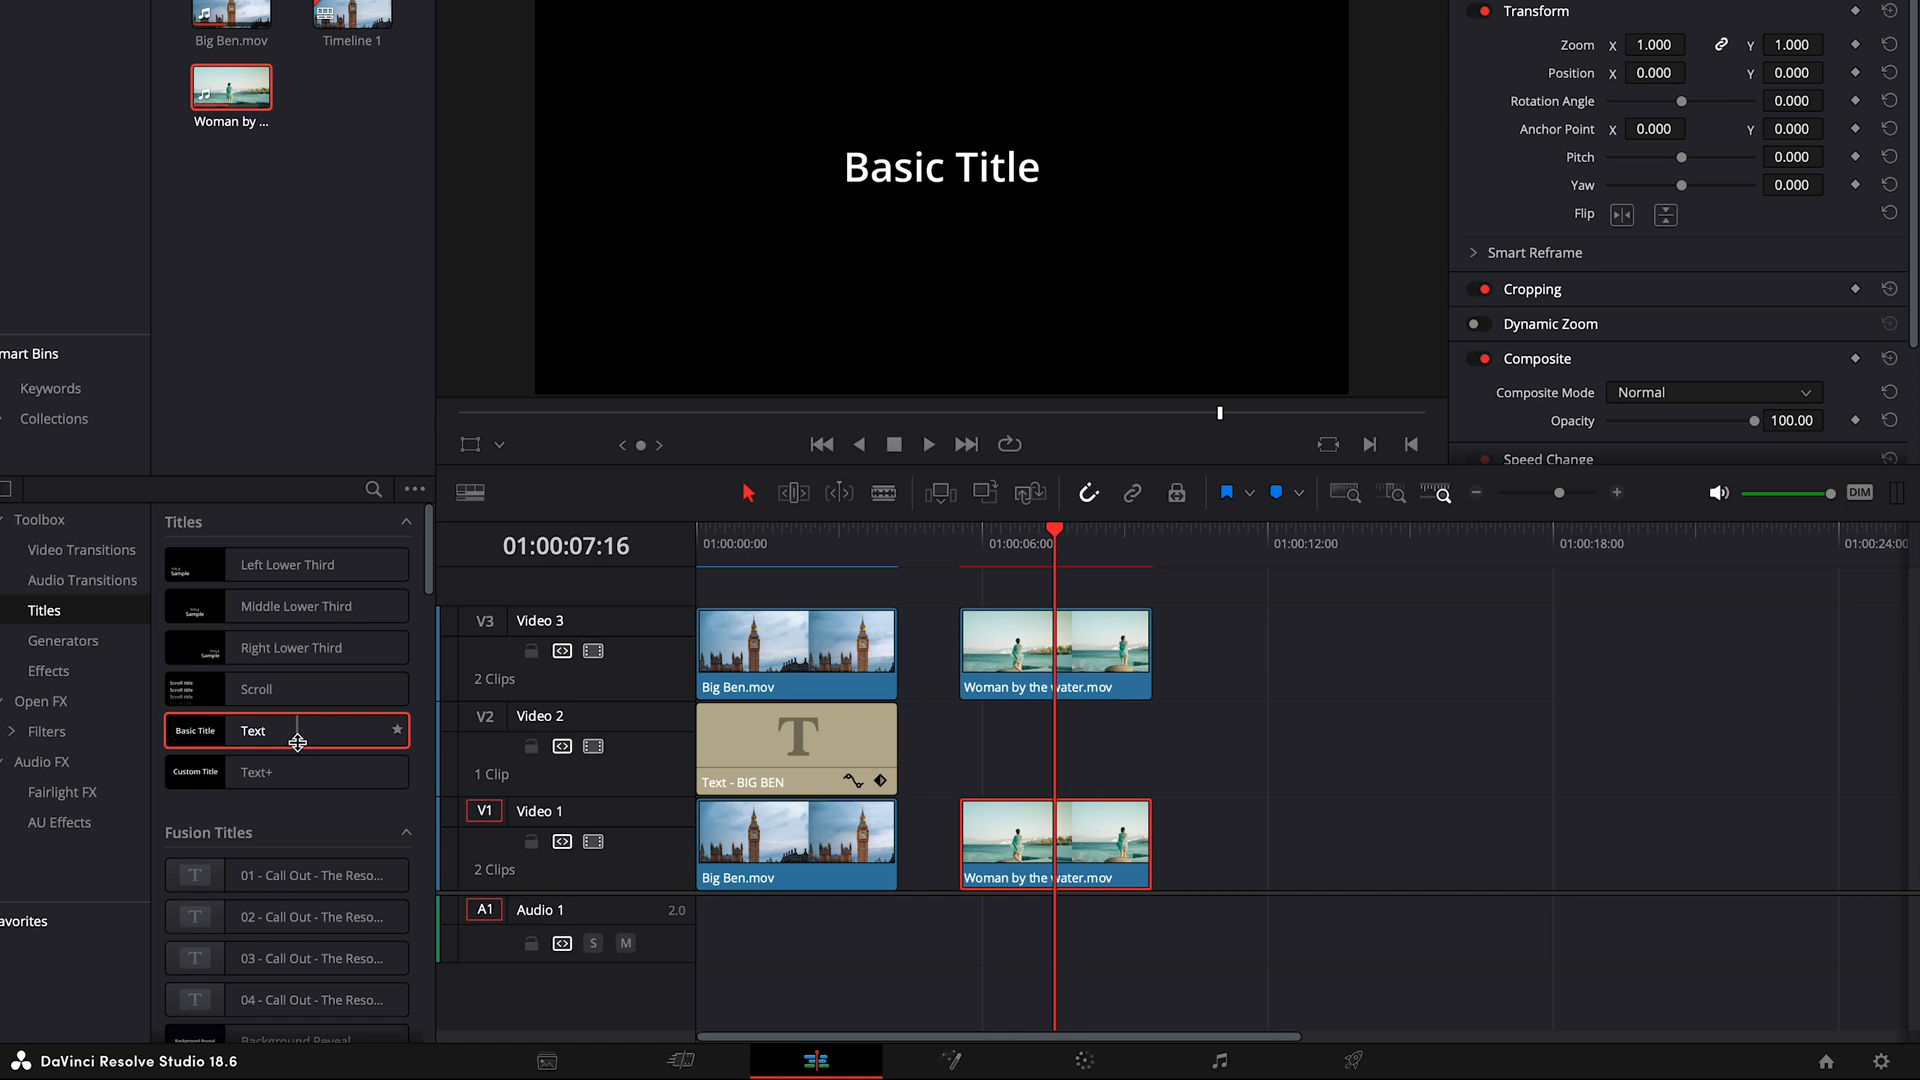 Big Ben.mov
Timeline 1
Woman by ...
mart Bins
Keywords
Collections
Basic Title
Transform
Zoom X 1.000 Y 1.000
Position X 0.000 Y 0.000
Rotation Angle 0.000
Anchor Point X 0.000 Y 0.000
Pitch 0.000
Yaw 0.000
Flip
Smart Reframe
Cropping
Dynamic Zoom
Composite
Composite Mode Normal
Opacity 100.00
Speed Change
DIM
Toolbox
Video Transitions
Audio Transitions
Titles
Generators
Effects
Open FX
Filters
Audio FX
Fairlight FX
AU Effects
avorites
Titles
Left Lower Third
Middle Lower Third
Right Lower Third
Scroll
Basic Title Text
Custom Title Text+
Fusion Titles
01 - Call Out - The Reso...
02 - Call Out - The Reso...
03 - Call Out - The Reso...
04 - Call Out - The Reso...
Background Reveal
01:00:07:16
01:00:00:00
01:00:06:00
01:00:12:00
01:00:18:00
01:00:24:00
V3 Video 3
2 Clips
Big Ben.mov
Woman by the water.mov
V2 Video 2
1 Clip
Text - BIG BEN
V1 Video 1
2 Clips
Big Ben.mov
Woman by the water.mov
A1 Audio 1 2.0
S M
DaVinci Resolve Studio 18.6